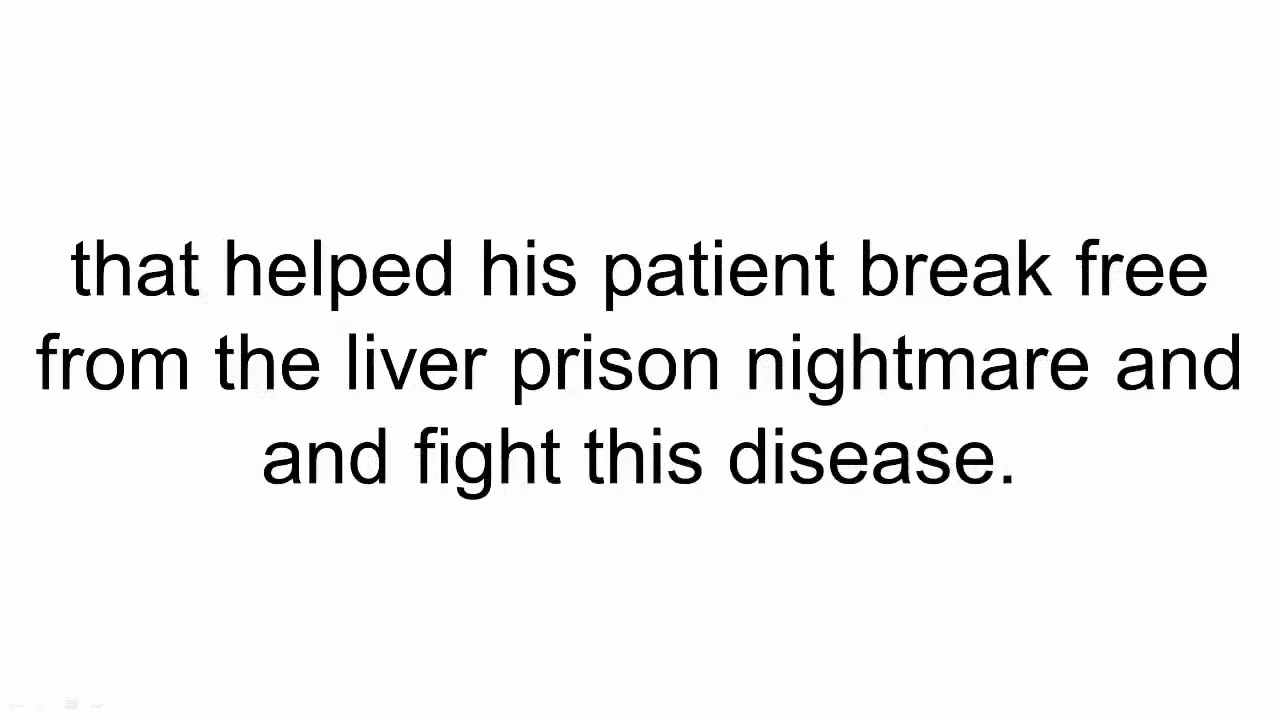 that helped his patient break free
from the liver prison nightmare and
and fight this disease.